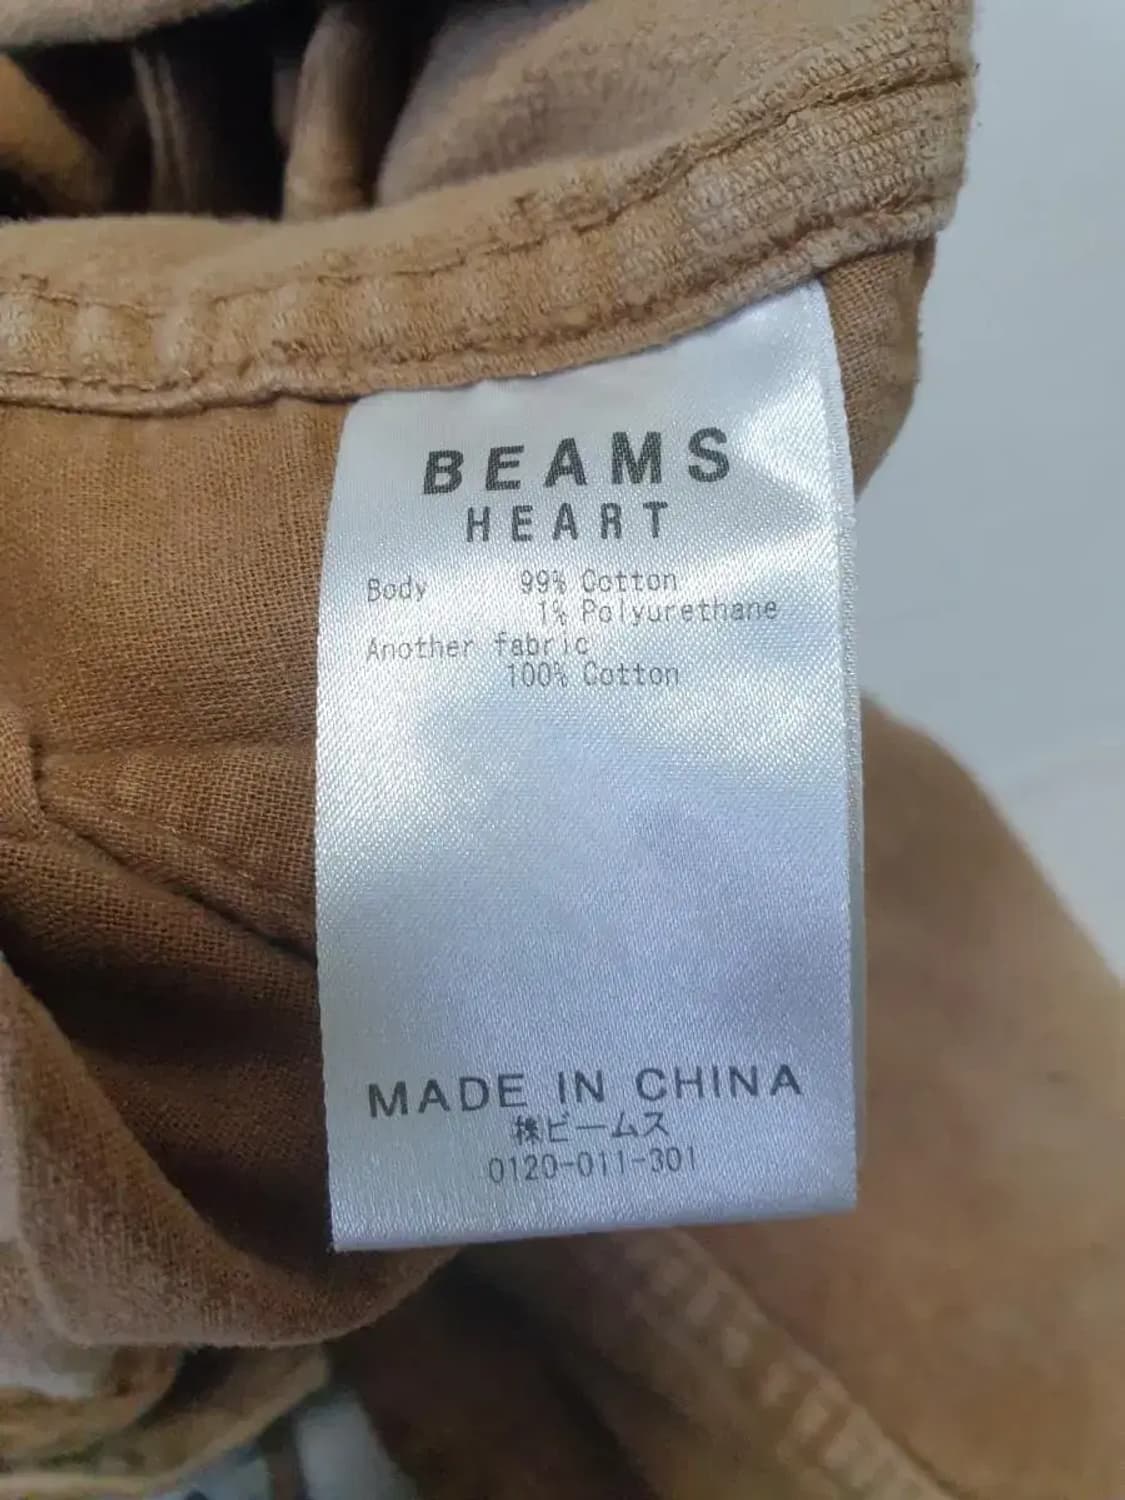 BEAMS
HEART
Body 99% Cotton
1% Polyurethane
Another fabric
100% Cotton
MADE IN CHINA
㈱ビームス
0120-011-301